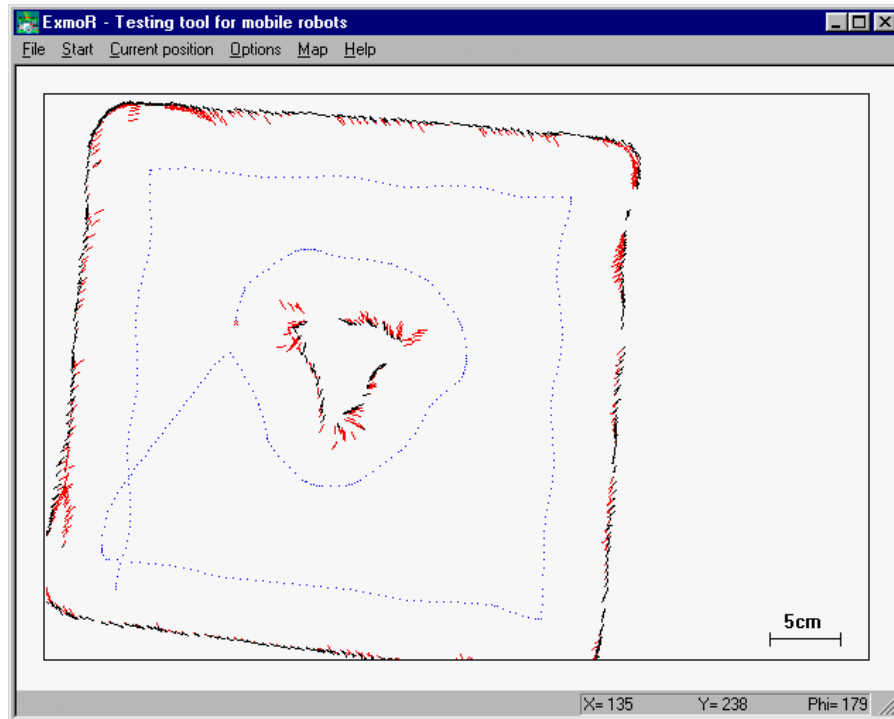 ExmoR - Testing tool for mobile robots
File Start Current position Options Map Help
5cm
X= 135 Y= 238 Phi= 179